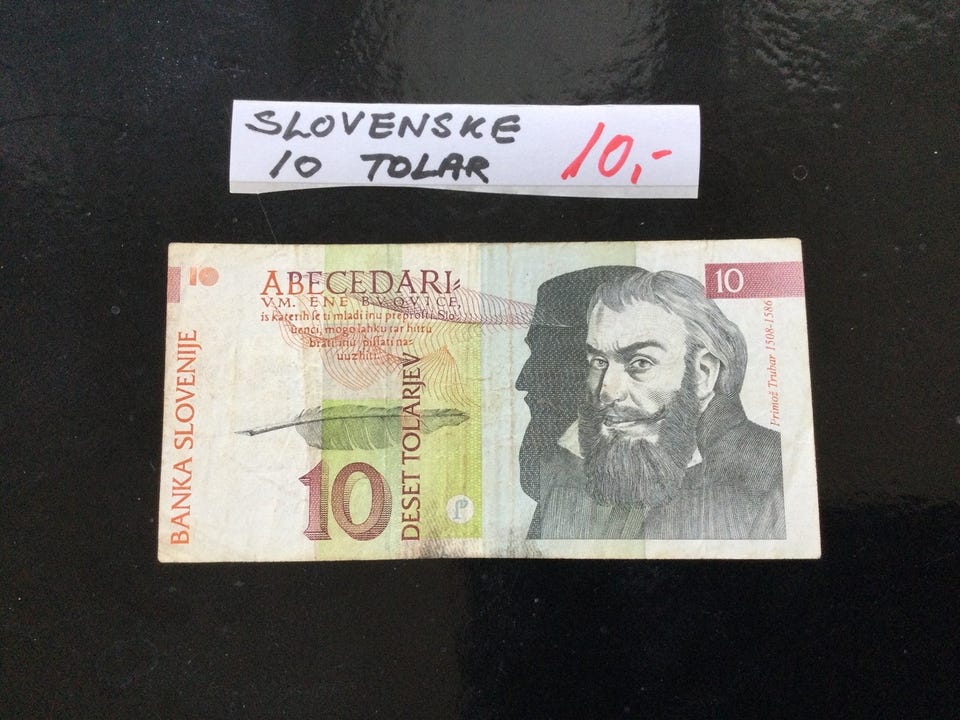 SLOVENSKE
10 TOLAR 10,-
10
ABECEDARI
V.M. ENE BVQVICE,
is katerih se ti mladi inu preprosti Slo
uenci, mogo lahku tar hitru
brati inu pissati na=
uuzhiti.
BANKA SLOVENIJE
DESET TOLARJEV
10
10
Primož Trubar 1508-1586